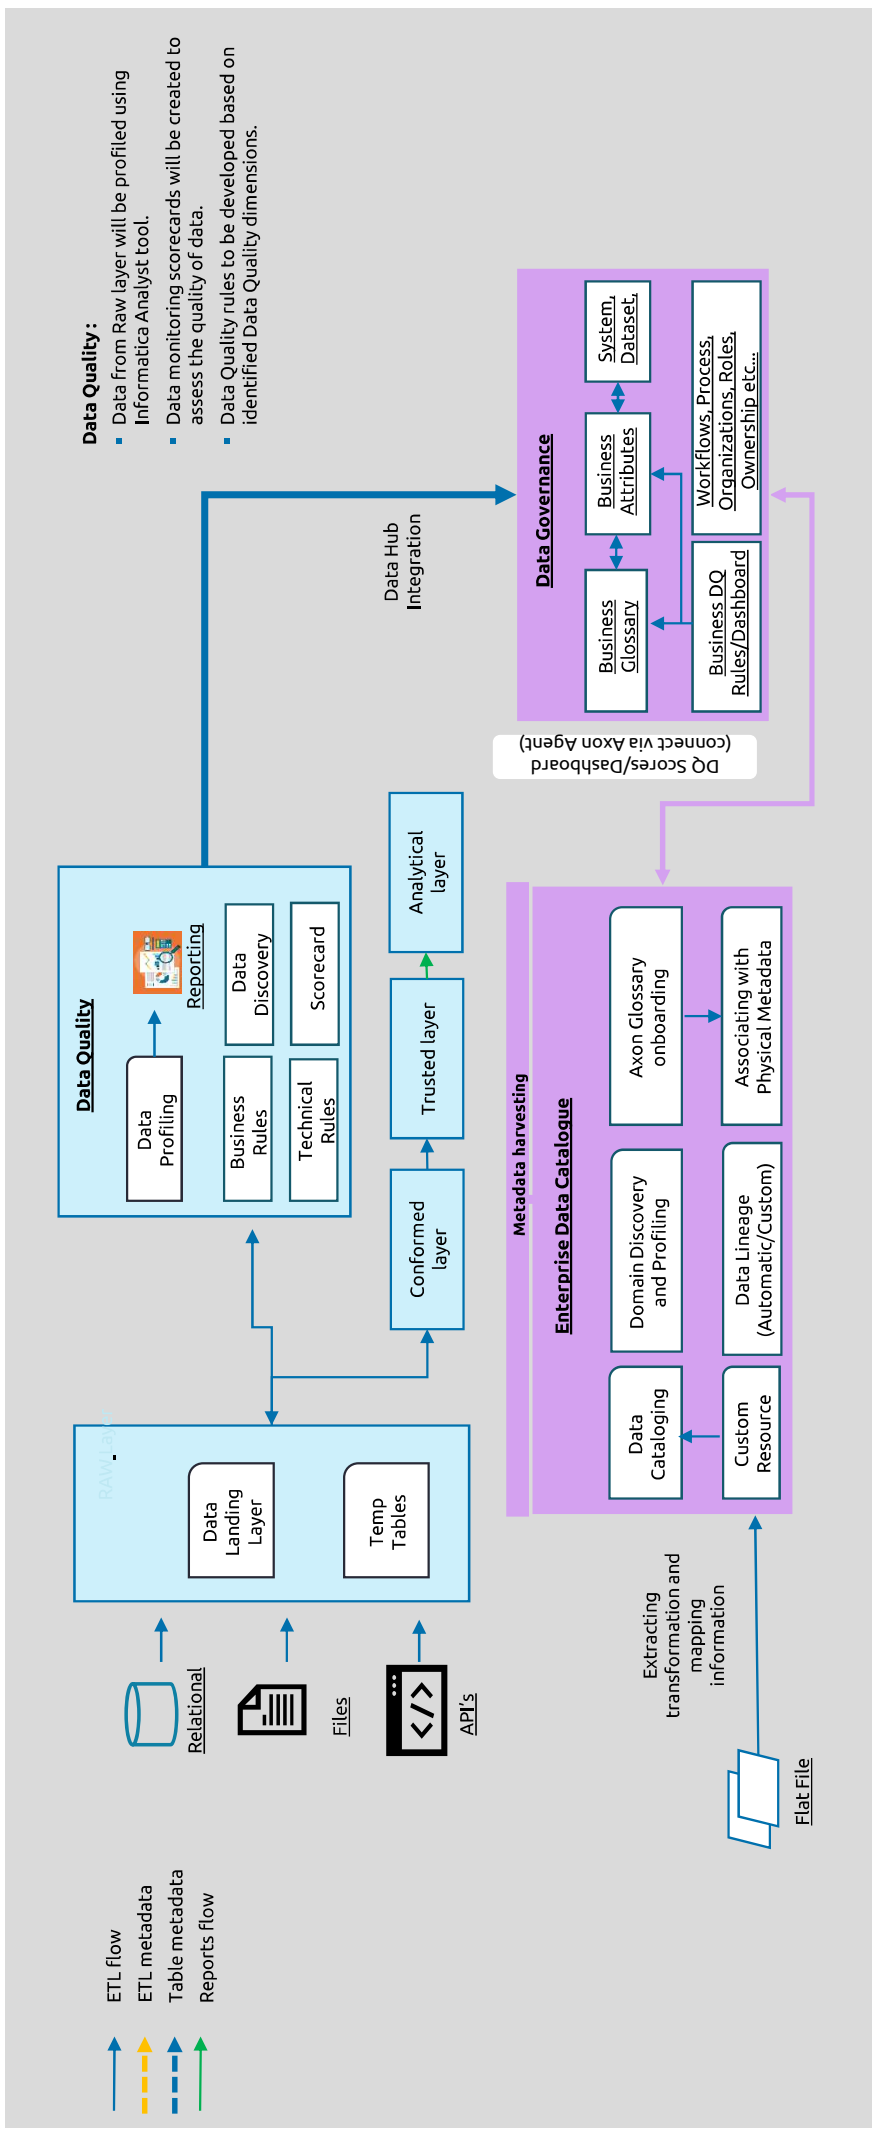 ETL flow
ETL metadata
Table metadata
Reports flow
Relational
Files
API's
RAW Layer
Data
Landing
Layer
Temp
Tables
Data Quality
Data
Profiling
Reporting
Business
Rules
Data
Discovery
Technical
Rules
Scorecard
Conformed
layer
Trusted layer
Analytical
layer
Data Quality :
Data from Raw layer will be profiled using
Informatica Analyst tool.
Data monitoring scorecards will be created to
assess the quality of data.
Data Quality rules to be developed based on
identified Data Quality dimensions.
Data Hub
Integration
Flat File
Extracting
transformation and
mapping
information
Metadata harvesting
Enterprise Data Catalogue
Data
Cataloging
Domain Discovery
and Profiling
Axon Glossary
onboarding
Custom
Resource
Data Lineage
(Automatic/Custom)
Associating with
Physical Metadata
DQ Scores/Dashboard
(connect via Axon Agent)
Data Governance
Business
Glossary
Business
Attributes
System,
Dataset,
Business DQ
Rules/Dashboard
Workflows, Process,
Organizations, Roles,
Ownership etc...